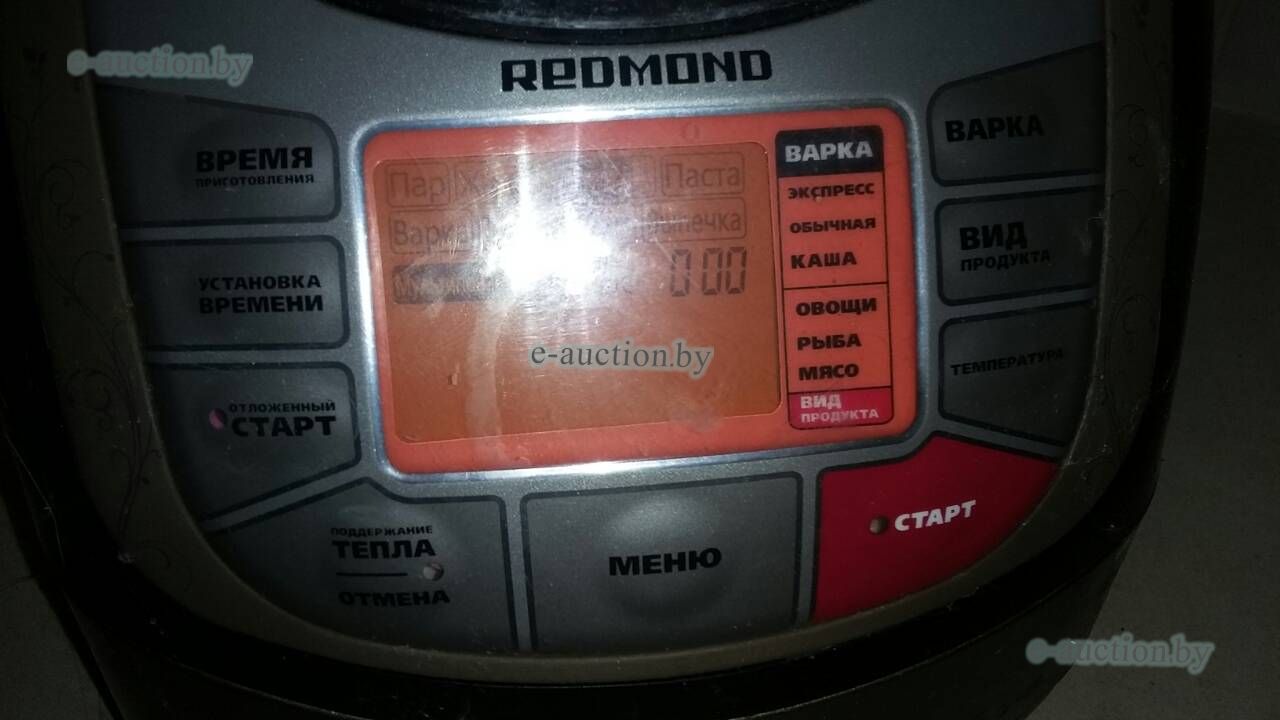 e-auction.by
REDMOND
ВРЕМЯ
ПРИГОТОВЛЕНИЯ
УСТАНОВКА
ВРЕМЕНИ
ОТЛОЖЕННЫЙ
СТАРТ
ПОДДЕРЖАНИЕ
ТЕПЛА
ОТМЕНА
Пар Паста
Варка Выпечка
0:00
e-auction.by
ВАРКА
ЭКСПРЕСС
ОБЫЧНАЯ
КАША
ОВОЩИ
РЫБА
МЯСО
ВИД
ПРОДУКТА
ВАРКА
ВИД
ПРОДУКТА
ТЕМПЕРАТУРА
МЕНЮ
СТАРТ
e-auction.by